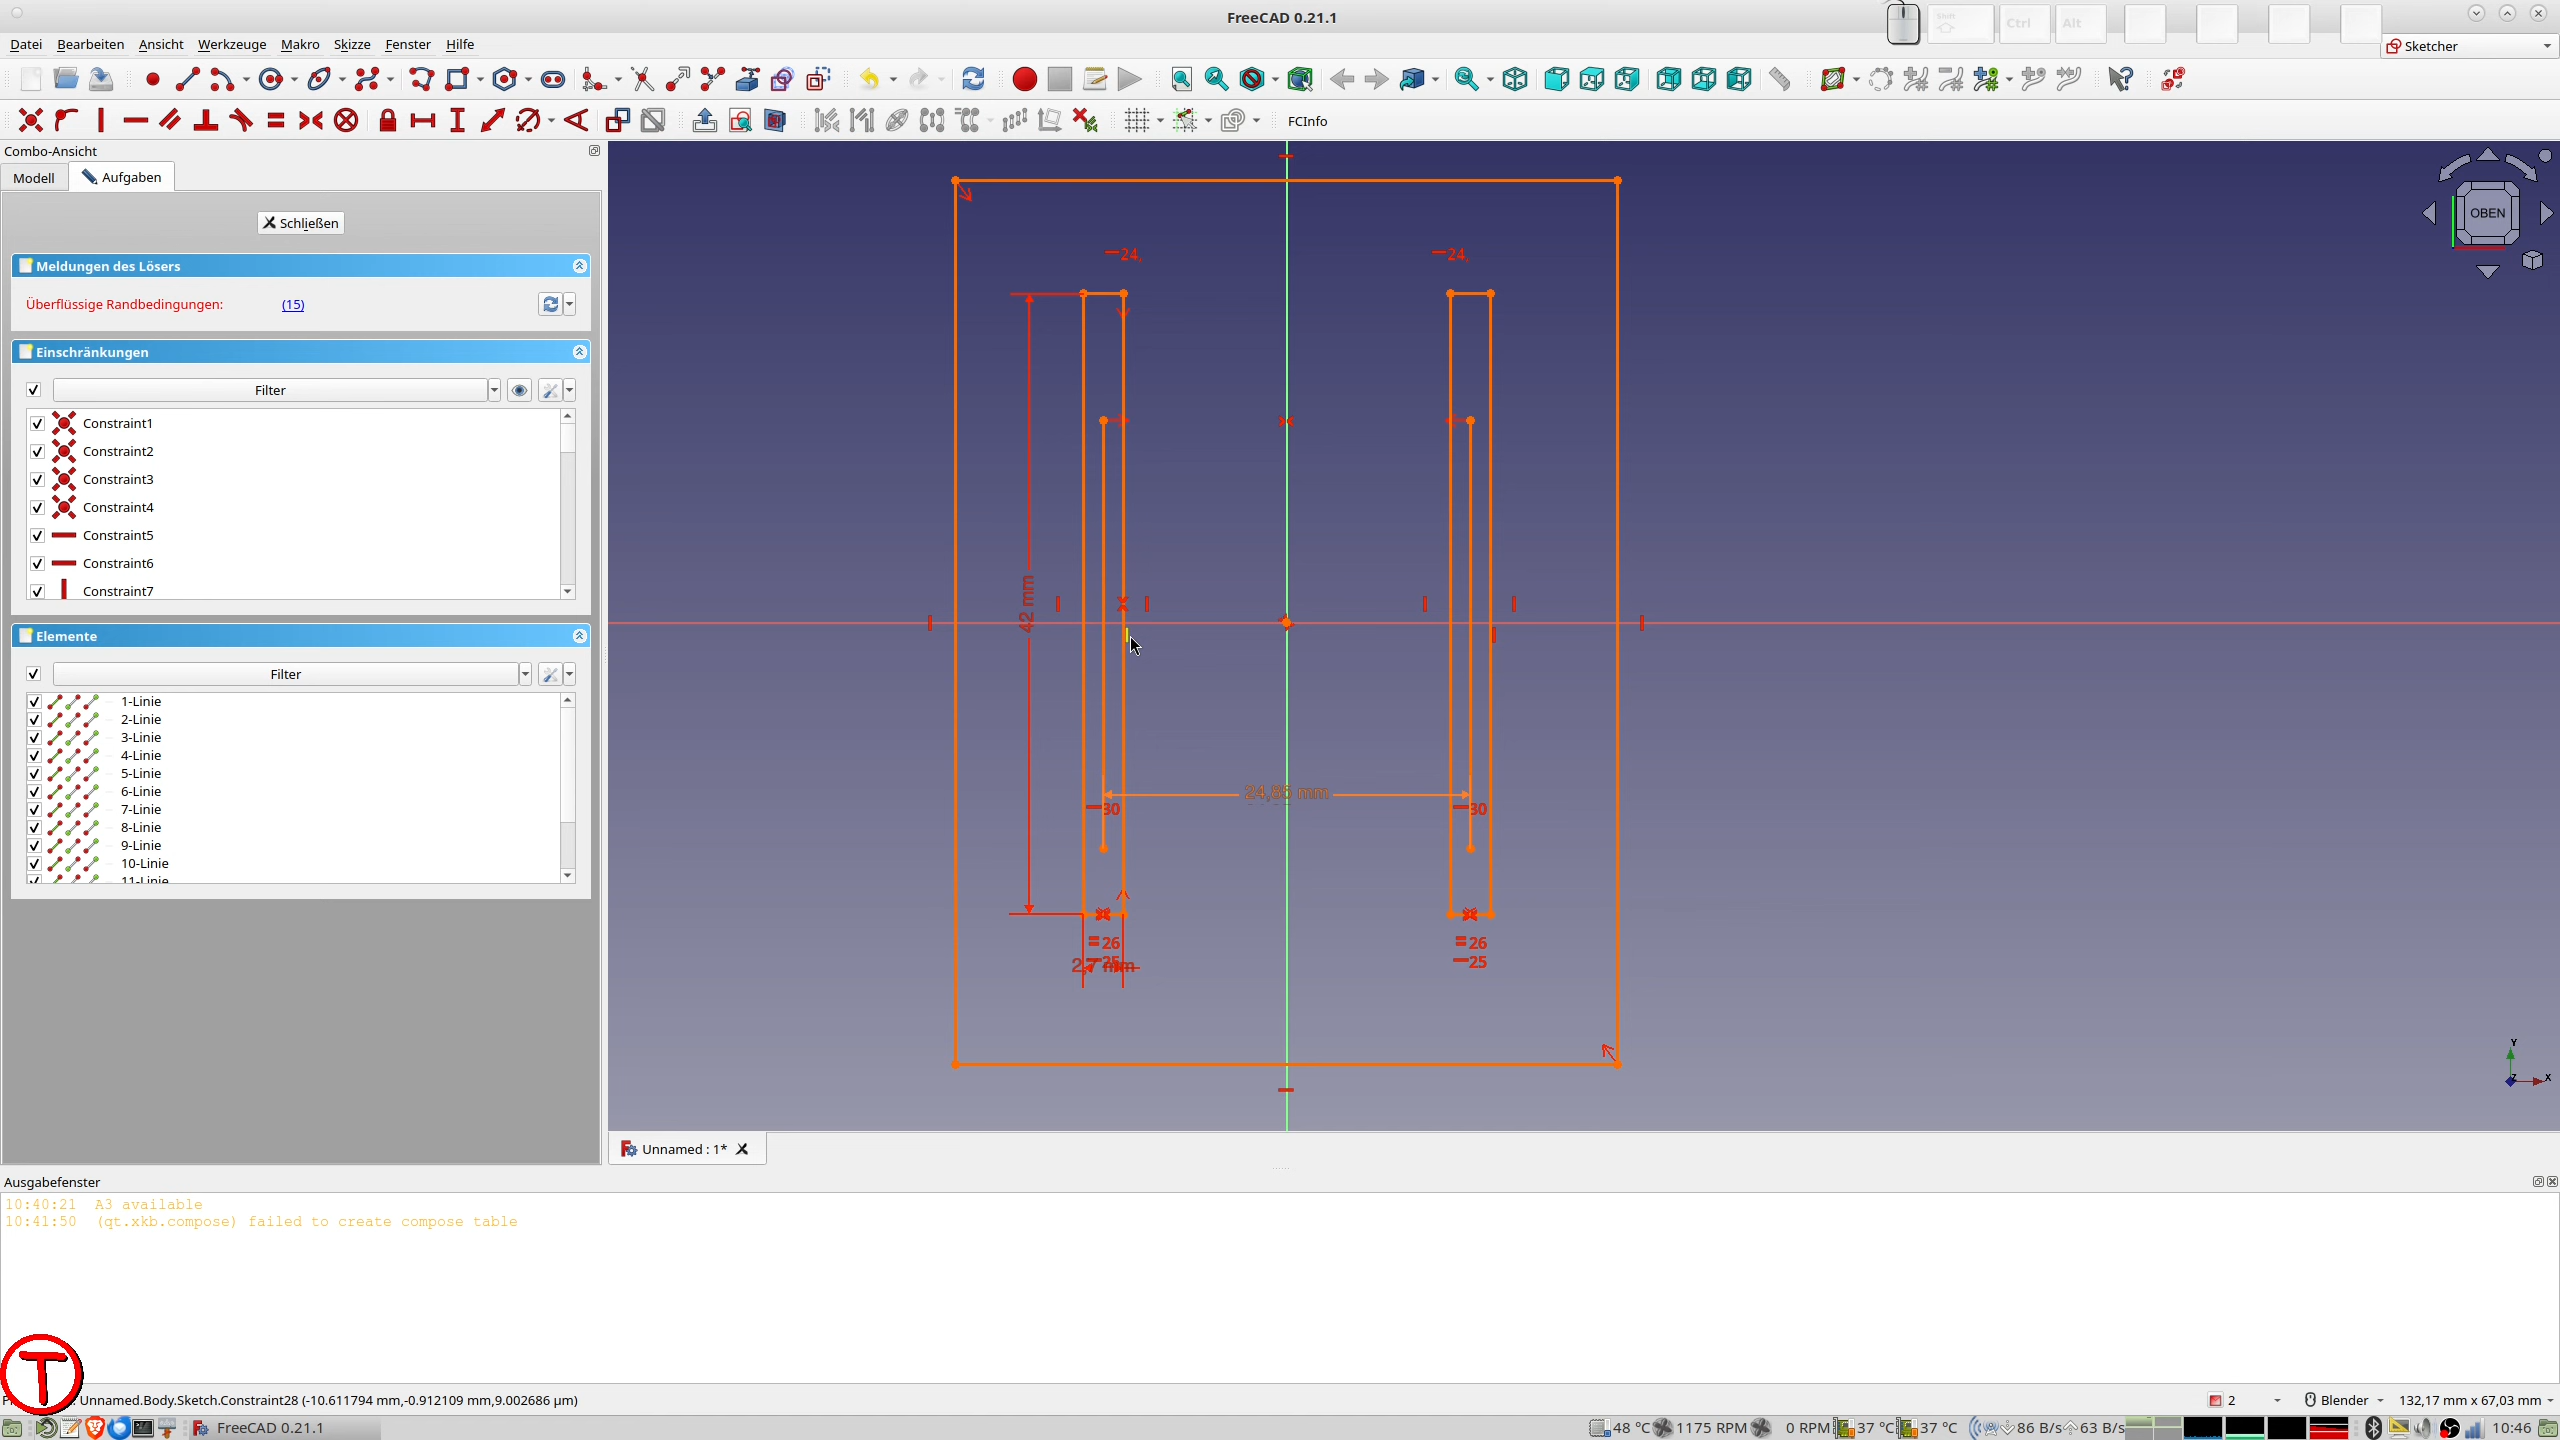 FreeCAD 0.21.1
Shift
Ctrl
Alt
Datei Bearbeiten Ansicht Werkzeuge Makro Skizze Fenster Hilfe
Sketcher
FCInfo
Combo-Ansicht
Modell
Aufgaben
Schließen
Meldungen des Lösers
Überflüssige Randbedingungen: (15)
Einschränkungen
Filter
Constraint1
Constraint2
Constraint3
Constraint4
Constraint5
Constraint6
Constraint7
Elemente
Filter
1-Linie
2-Linie
3-Linie
4-Linie
5-Linie
6-Linie
7-Linie
8-Linie
9-Linie
10-Linie
11-Linie
OBEN
24,
24,
42 mm
24,85 mm
30
30
26
26
25
25
Y
X
Z
Unnamed : 1*
Ausgabefenster
10:40:21 A3 available
10:41:50 (qt.xkb.compose) failed to create compose table
T
Unnamed.Body.Sketch.Constraint28 (-10.611794 mm,-0.912109 mm,9.002686 µm)
2
Blender
132,17 mm x 67,03 mm
FreeCAD 0.21.1
48 °C 1175 RPM 0 RPM 37 °C 37 °C 86 B/s 63 B/s 10:46